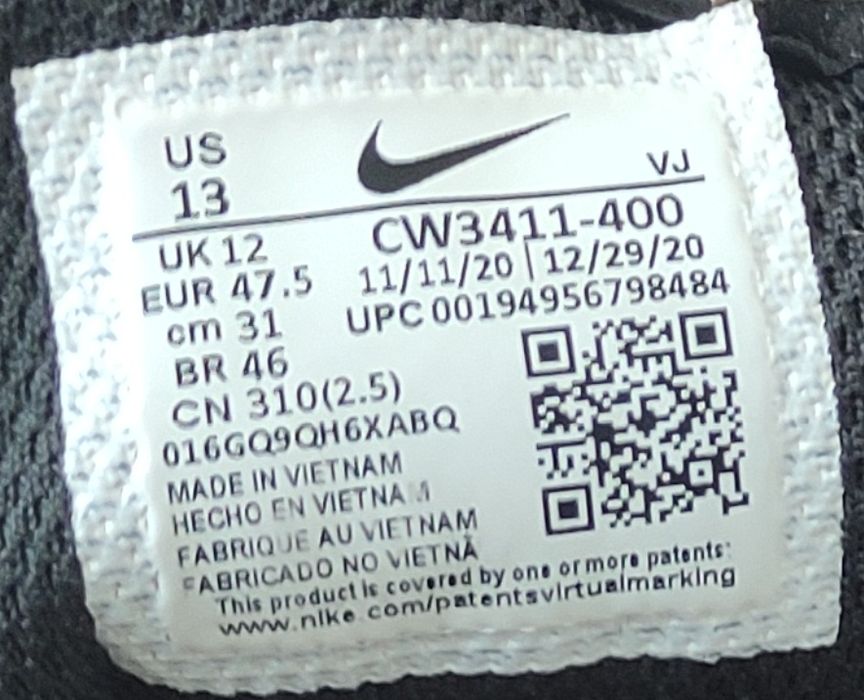 US
13
VJ
UK 12
CW3411-400
EUR 47.5
11/11/20 | 12/29/20
cm 31
UPC 00194956798484
BR 46
CN 310(2.5)
016GQ9QH6XABQ
MADE IN VIETNAM
HECHO EN VIETNAM
FABRIQUE AU VIETNAM
FABRICADO NO VIETNÃ
This product is covered by one or more patents:
www.nike com/patentsvirtualmarking